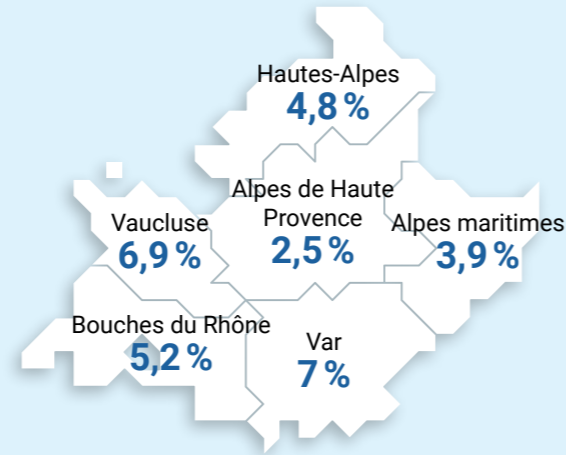 Hautes-Alpes
4,8 %
Alpes de Haute
Provence
2,5 %
Vaucluse
6,9 %
Alpes maritimes
3,9 %
Bouches du Rhône
5,2 %
Var
7 %